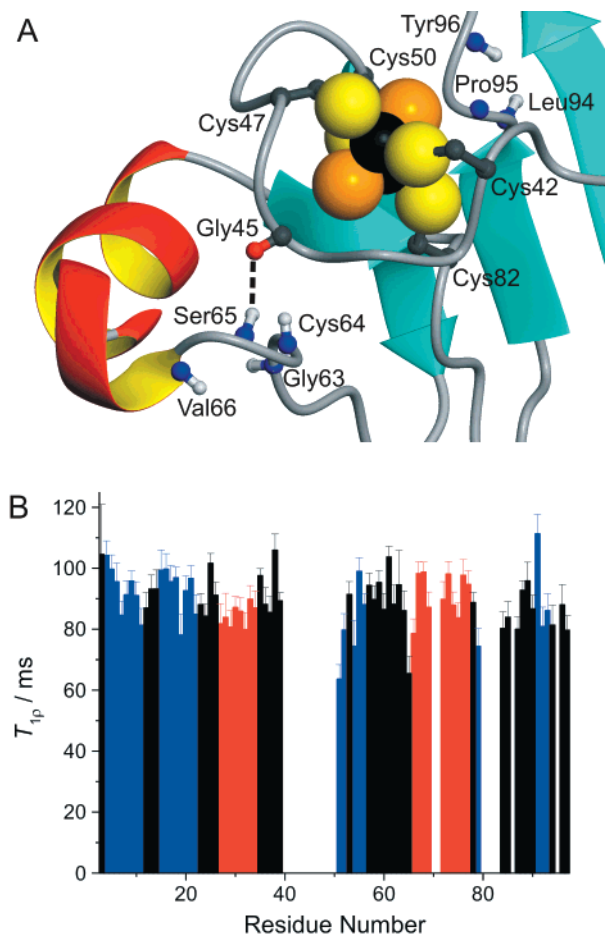 A
Tyr96
Cys50
Pro95
Leu94
Cys47
Cys42
Gly45
Cys82
Ser65
Cys64
Gly63
Val66
B
120
100
80
60
40
20
0
T1ρ / ms
20 40 60 80
Residue Number